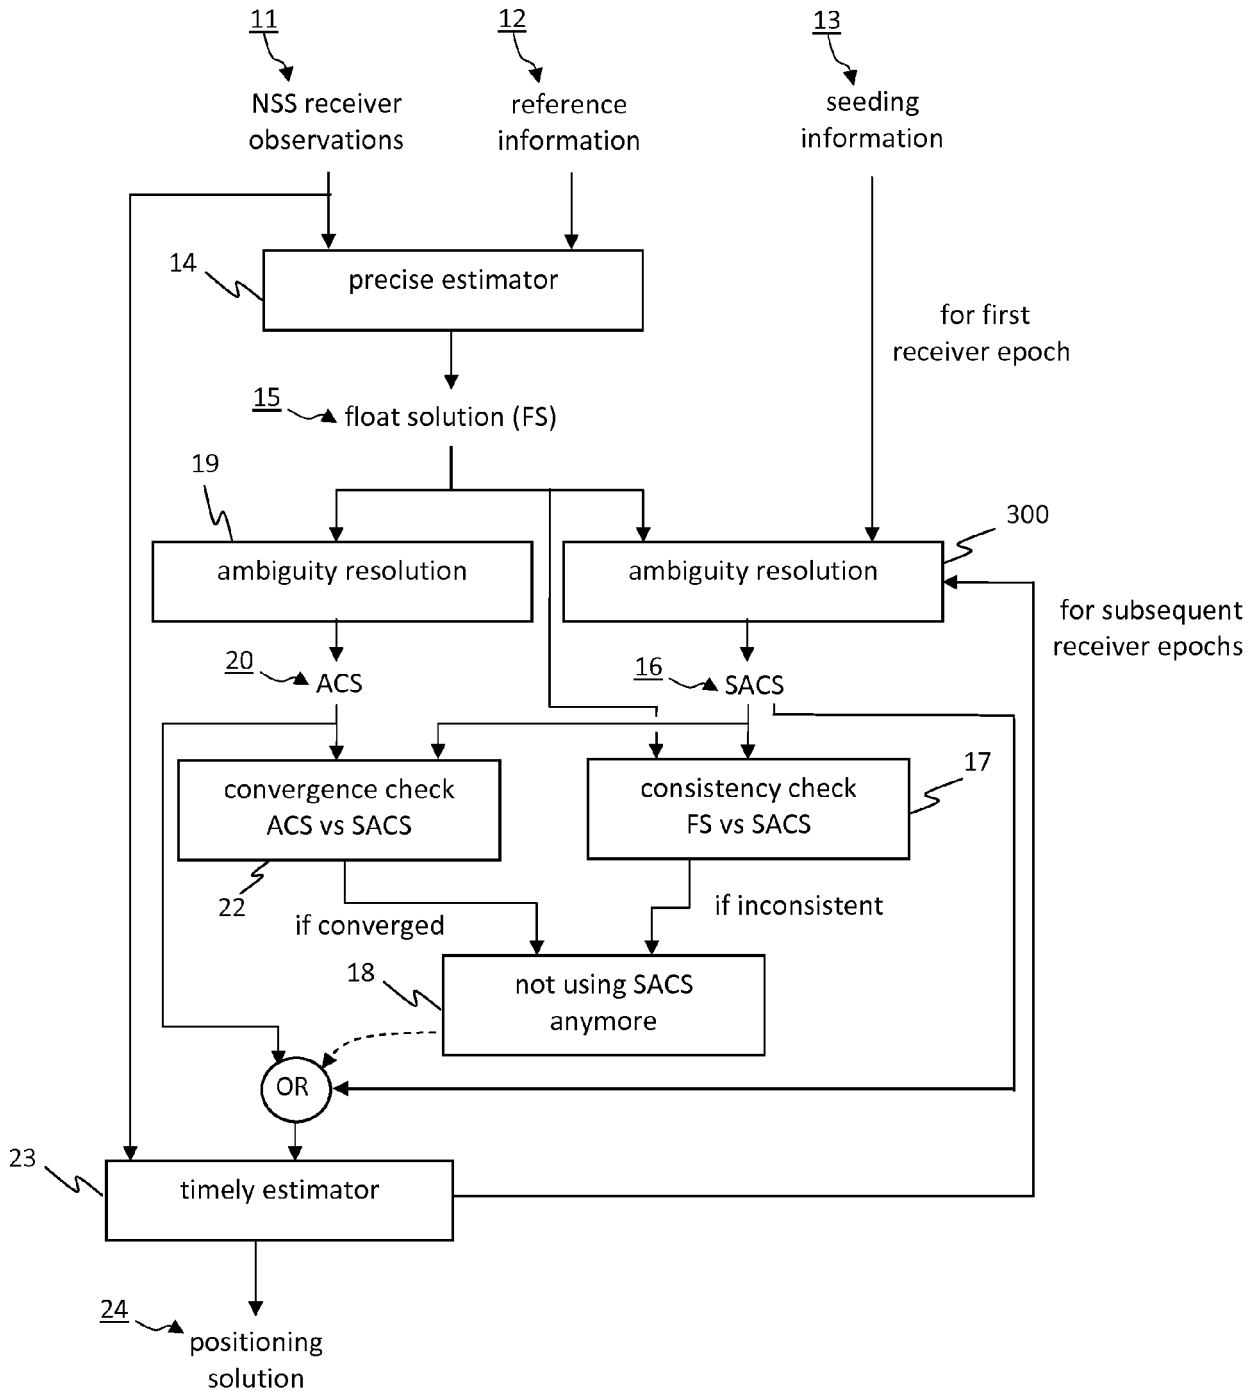 11
12
13
NSS receiver
observations
reference
information
seeding
information
14
precise estimator
for first
receiver epoch
15
float solution (FS)
19
300
ambiguity resolution
ambiguity resolution
for subsequent
receiver epochs
20
ACS
16
SACS
17
convergence check
ACS vs SACS
consistency check
FS vs SACS
22
if converged
if inconsistent
18
not using SACS
anymore
OR
23
timely estimator
24
positioning
solution